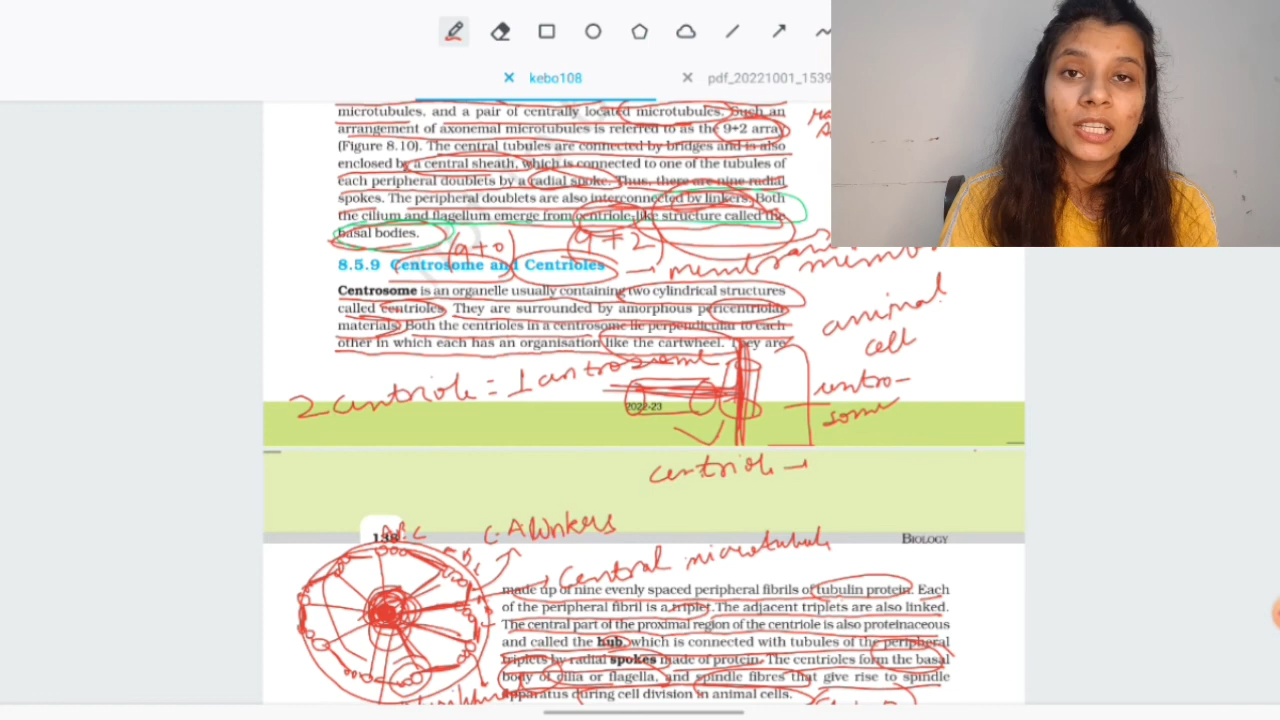 kebo108
pdf_20221001_1539
microtubules, and a pair of centrally located microtubules. Such an
arrangement of axonemal microtubules is referred to as the 9+2 array
(Figure 8.10). The central tubules are connected by bridges and is also
enclosed by a central sheath, which is connected to one of the tubules of
each peripheral doublets by a radial spoke. Thus, there are nine radial
spokes. The peripheral doublets are also interconnected by linkers. Both
the cilium and flagellum emerge from centriole-like structure called the
basal bodies.
(9+0)
9+2
8.5.9 Centrosome and Centrioles
Centrosome is an organelle usually containing two cylindrical structures
called centrioles. They are surrounded by amorphous pericentriolar
materials. Both the centrioles in a centrosome lie perpendicular to each
other in which each has an organisation like the cartwheel. They are
animal
cell
centro-
some
2 centriole = 1
2022-23
centriole →
138
BIOLOGY
C-A linkers
Central microtubule
made up of nine evenly spaced peripheral fibrils of tubulin protein. Each
of the peripheral fibril is a triplet. The adjacent triplets are also linked.
The central part of the proximal region of the centriole is also proteinaceous
and called the hub, which is connected with tubules of the peripheral
triplets by radial spokes made of protein. The centrioles form the basal
body of cilia or flagella, and spindle fibres that give rise to spindle
apparatus during cell division in animal cells.